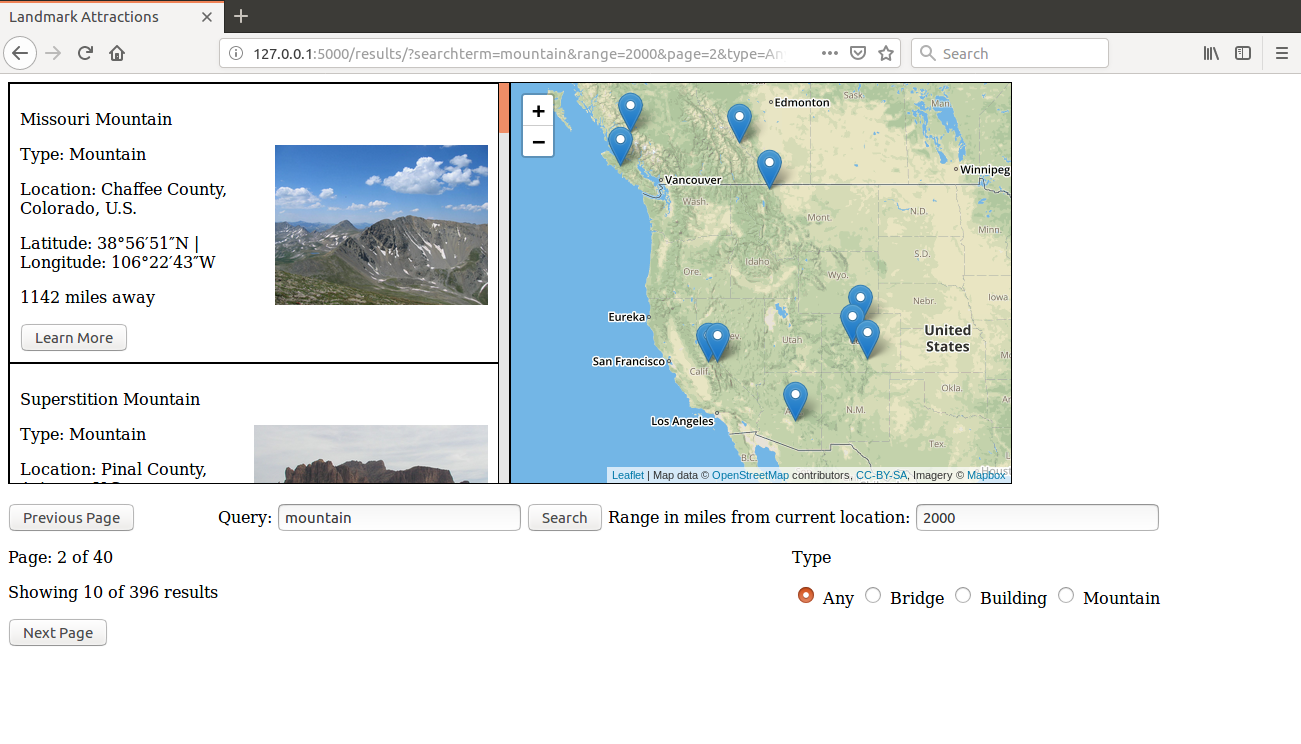 Landmark Attractions
127.0.0.1:5000/results/?searchterm=mountain&range=2000&page=2&type=An
Search
Missouri Mountain
Type: Mountain
Location: Chaffee County,
Colorado, U.S.
Latitude: 38°56′51″N |
Longitude: 106°22′43″W
1142 miles away
Learn More
Superstition Mountain
Type: Mountain
Location: Pinal County,
+
−
Edmonton
Sask.
Man.
Winnipeg
Vancouver
Wash.
Mont.
N.D.
Minn.
S.D.
Ore.
Idaho
Wyo.
Nebr.
Iowa
Eureka
Utah
United
States
San Francisco
Calif.
Okla.
Los Angeles
N.M.
Tex.
B.C.
Leaflet | Map data © OpenStreetMap contributors, CC-BY-SA, Imagery © Mapbox
Previous Page
Query: mountain Search Range in miles from current location: 2000
Page: 2 of 40
Type
Showing 10 of 396 results
Any Bridge Building Mountain
Next Page